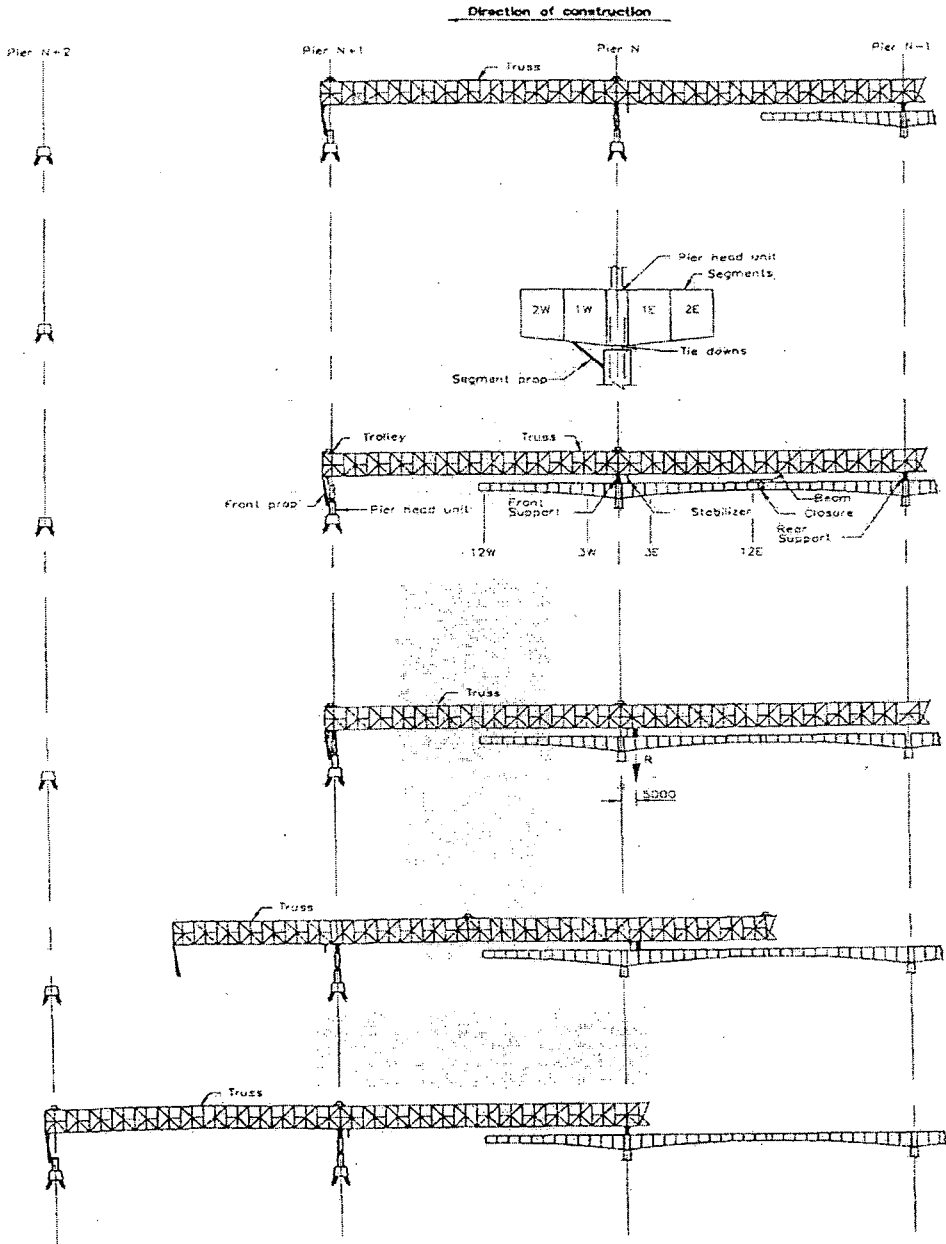 Direction of construction
Pier N+2
Pier N+1
Pier N
Pier N-1
Truss
Pier head unit
Segments
2W 1W 1E 2E
Tie downs
Segment prop
Trolley
Truss
Front prop
Pier head unit
Front Support
Stabilizer
Beam
Closure
Rear Support
12W
3W
3E
12E
Truss
R
5000
Truss
Truss